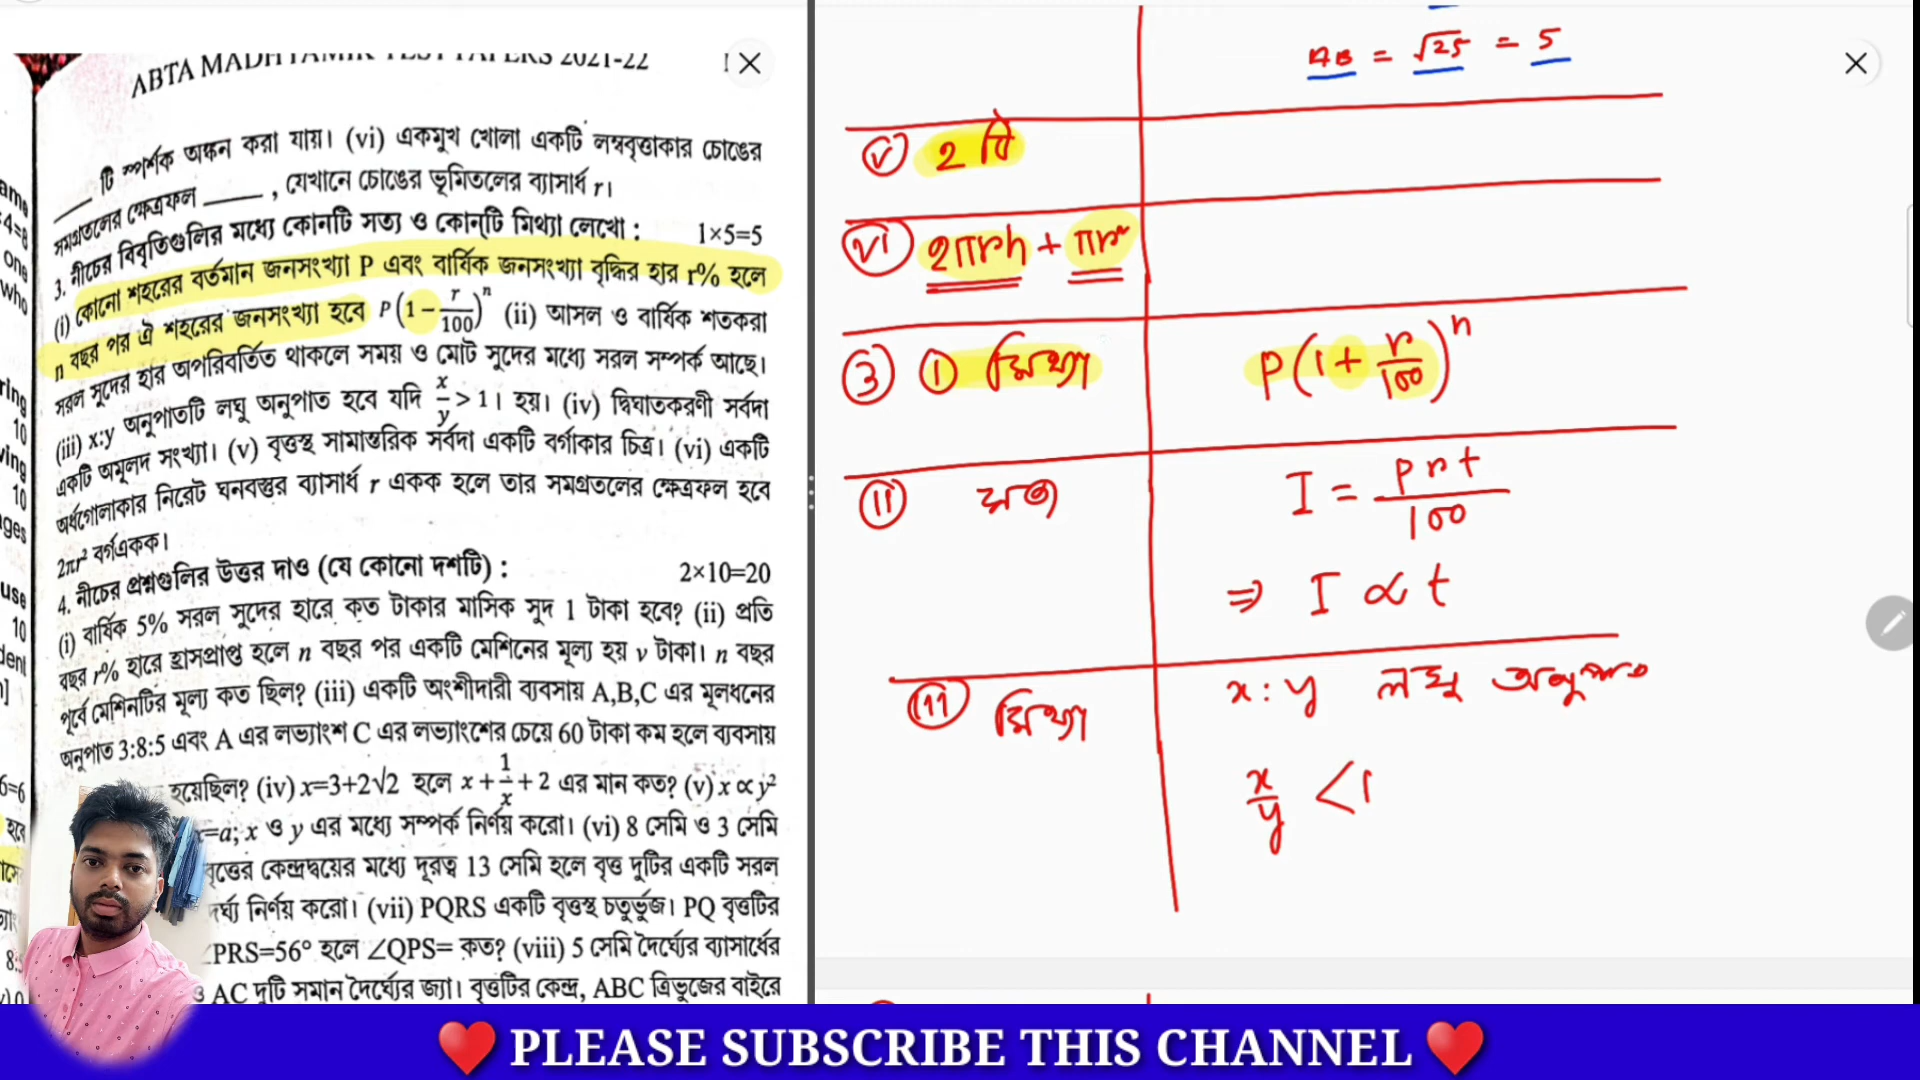 ABTA MADHYAMIK TEST PAPERS 2021-22
____ টি স্পর্শক অঙ্কন করা যায়। (vi) একমুখ খোলা একটি লম্ববৃত্তাকার চোঙের
সমগ্রতলের ক্ষেত্রফল ____ , যেখানে চোঙের ভূমিতলের ব্যাসার্ধ r।
3. নীচের বিবৃতিগুলির মধ্যে কোনটি সত্য ও কোন্‌টি মিথ্যা লেখো : 1×5=5
(i) কোনো শহরের বর্তমান জনসংখ্যা P এবং বার্ষিক জনসংখ্যা বৃদ্ধির হার r% হলে
n বছর পর ঐ শহরের জনসংখ্যা হবে P(1-r/100)^n (ii) আসল ও বার্ষিক শতকরা
সরল সুদের হার অপরিবর্তিত থাকলে সময় ও মোট সুদের মধ্যে সরল সম্পর্ক আছে।
(iii) x:y অনুপাতটি লঘু অনুপাত হবে যদি x/y > 1। হয়। (iv) দ্বিঘাতকরণী সর্বদা
একটি অমূলদ সংখ্যা। (v) বৃত্তস্থ সামান্তরিক সর্বদা একটি বর্গাকার চিত্র। (vi) একটি
অর্ধগোলাকার নিরেট ঘনবস্তুর ব্যাসার্ধ r একক হলে তার সমগ্রতলের ক্ষেত্রফল হবে
2πr² বর্গএকক।
4. নীচের প্রশ্নগুলির উত্তর দাও (যে কোনো দশটি) : 2×10=20
(i) বার্ষিক 5% সরল সুদের হারে কত টাকার মাসিক সুদ 1 টাকা হবে? (ii) প্রতি
বছর r% হারে হ্রাসপ্রাপ্ত হলে n বছর পর একটি মেশিনের মূল্য হয় v টাকা। n বছর
পূর্বে মেশিনটির মূল্য কত ছিল? (iii) একটি অংশীদারী ব্যবসায় A,B,C এর মূলধনের
অনুপাত 3:8:5 এবং A এর লভ্যাংশ C এর লভ্যাংশের চেয়ে 60 টাকা কম হলে ব্যবসায়
হয়েছিল? (iv) x=3+2√2 হলে x+1/x+2 এর মান কত? (v) x∝y²
=a; x ও y এর মধ্যে সম্পর্ক নির্ণয় করো। (vi) 8 সেমি ও 3 সেমি
বৃত্তের কেন্দ্রদ্বয়ের মধ্যে দূরত্ব 13 সেমি হলে বৃত্ত দুটির একটি সরল
র্ঘ্য নির্ণয় করো। (vii) PQRS একটি বৃত্তস্থ চতুর্ভুজ। PQ বৃত্তটির
∠PRS=56° হলে ∠QPS= কত? (viii) 5 সেমি দৈর্ঘ্যের ব্যাসার্ধের
ও AC দুটি সমান দৈর্ঘ্যের জ্যা। বৃত্তটির কেন্দ্র, ABC ত্রিভুজের বাইরে
AB = √25 = 5
(v) 2 টি
(vi) 2πrh + πr²
(3) (i) মিথ্যা P(1+r/100)^n
(ii) সত্য I = prt/100
⇒ I ∝ t
(iii) মিথ্যা x:y লঘু অনুপাত
x/y <1
PLEASE SUBSCRIBE THIS CHANNEL